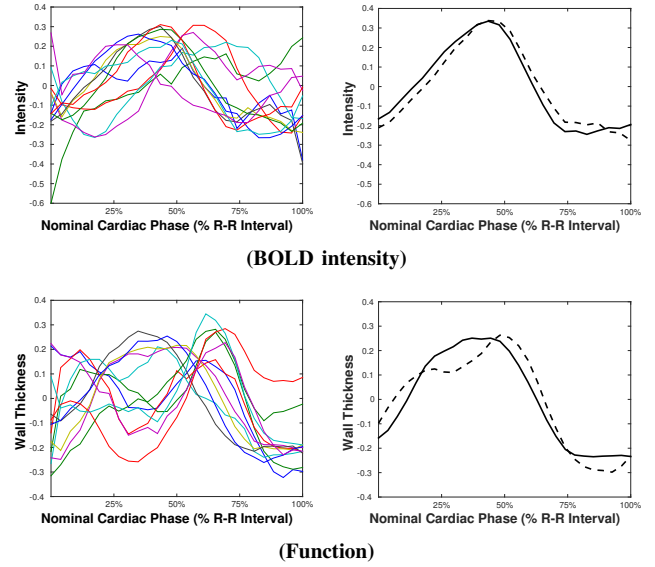 0.4 0.4
0.3 0.3
0.2 0.2
0.1 0.1
0 0
-0.1 -0.1
-0.2 -0.2
-0.3 -0.3
-0.4 -0.4
-0.5 -0.5
-0.6 -0.6
Intensity Intensity
25% 50% 75% 100% 25% 50% 75% 100%
Nominal Cardiac Phase (% R-R Interval) Nominal Cardiac Phase (% R-R Interval)
(BOLD intensity)
0.4 0.4
0.3 0.3
0.2 0.2
0.1 0.1
0 0
-0.1 -0.1
-0.2 -0.2
-0.3 -0.3
-0.4 -0.4
Wall Thickness Wall Thickness
25% 50% 75% 100% 25% 50% 75% 100%
Nominal Cardiac Phase (% R-R Interval) Nominal Cardiac Phase (% R-R Interval)
(Function)